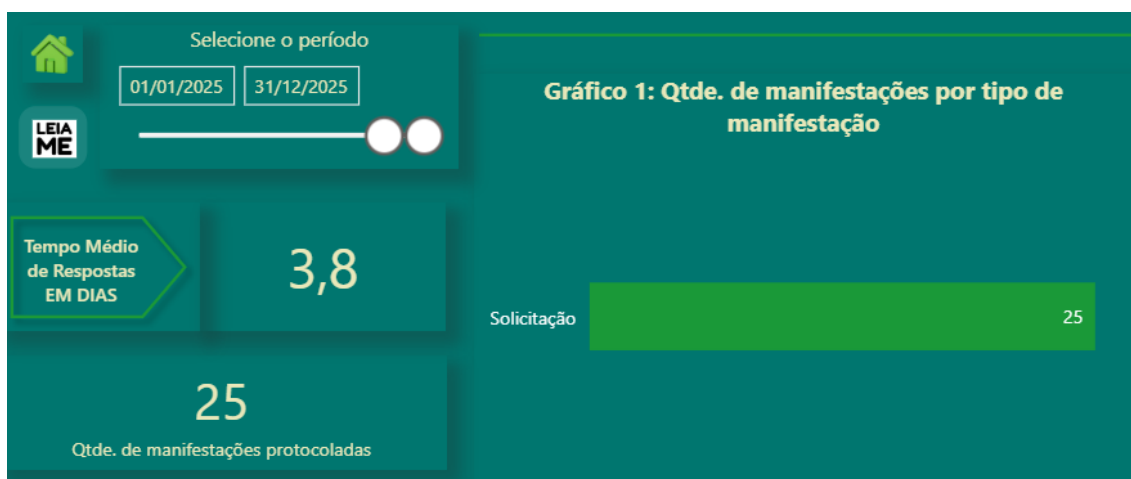 Selecione o período
01/01/2025 31/12/2025
LEIA
ME
Gráfico 1: Qtde. de manifestações por tipo de
manifestação
Tempo Médio
de Respostas
EM DIAS
3,8
Solicitação 25
25
Qtde. de manifestações protocoladas